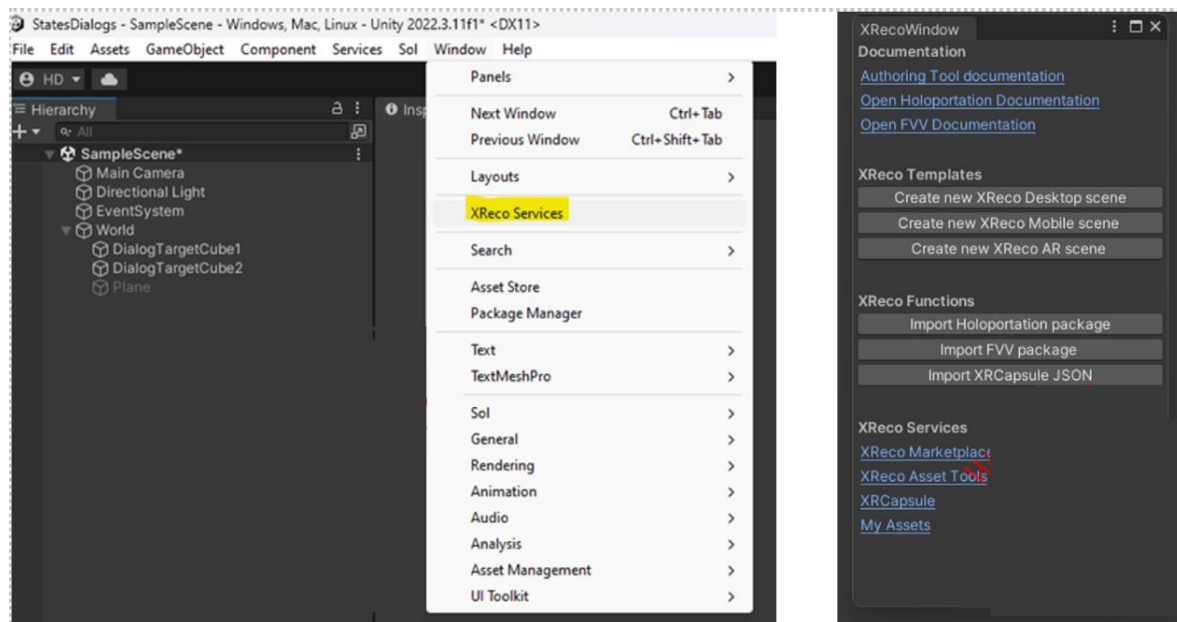 StatesDialogs - SampleScene - Windows, Mac, Linux - Unity 2022.3.11f1* <DX11>
File Edit Assets GameObject Component Services Sol Window Help
HD
Hierarchy
Insp
All
SampleScene*
Main Camera
Directional Light
EventSystem
World
DialogTargetCube1
DialogTargetCube2
Plane
Panels
Next Window Ctrl+Tab
Previous Window Ctrl+Shift+Tab
Layouts
XReco Services
Search
Asset Store
Package Manager
Text
TextMeshPro
Sol
General
Rendering
Animation
Audio
Analysis
Asset Management
UI Toolkit
XRecoWindow
Documentation
Authoring Tool documentation
Open Holoportation Documentation
Open FVV Documentation
XReco Templates
Create new XReco Desktop scene
Create new XReco Mobile scene
Create new XReco AR scene
XReco Functions
Import Holoportation package
Import FVV package
Import XRCapsule JSON
XReco Services
XReco Marketplace
XReco Asset Tools
XRCapsule
My Assets